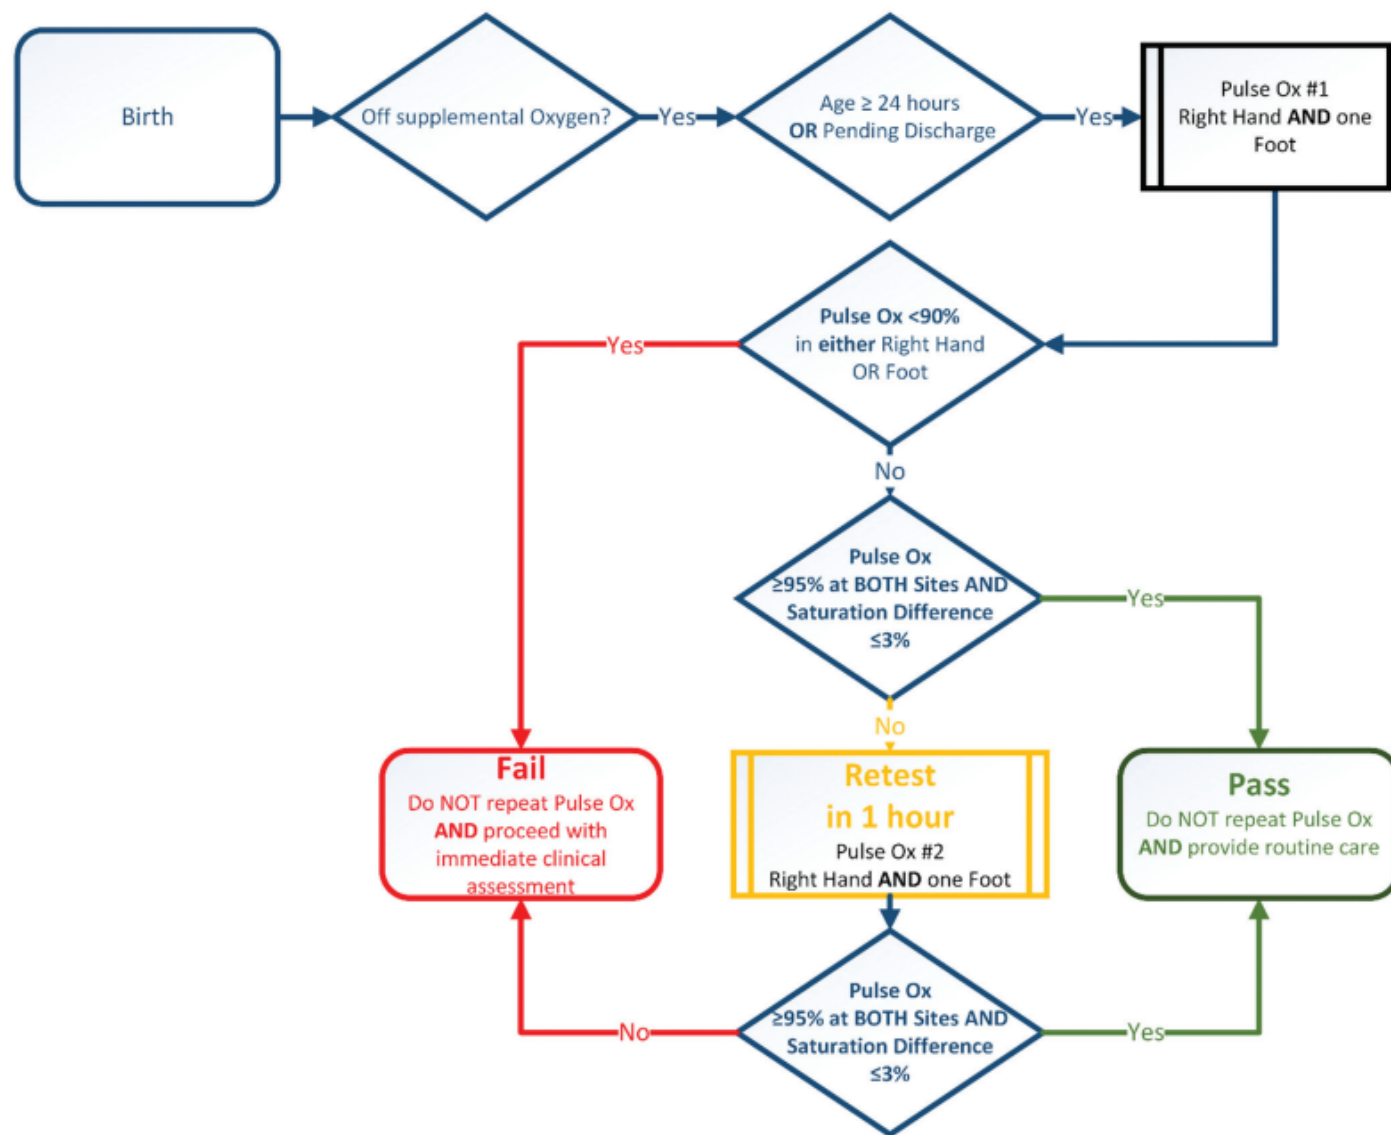 Birth
Off supplemental Oxygen?
Yes
Age ≥ 24 hours
OR Pending Discharge
Yes
Pulse Ox #1
Right Hand AND one
Foot
Pulse Ox <90%
in either Right Hand
OR Foot
Yes
No
Pulse Ox
≥95% at BOTH Sites AND
Saturation Difference
≤3%
Yes
No
Fail
Do NOT repeat Pulse Ox
AND proceed with
immediate clinical
assessment
Retest
in 1 hour
Pulse Ox #2
Right Hand AND one Foot
Pass
Do NOT repeat Pulse Ox
AND provide routine care
Pulse Ox
≥95% at BOTH Sites AND
Saturation Difference
≤3%
No
Yes